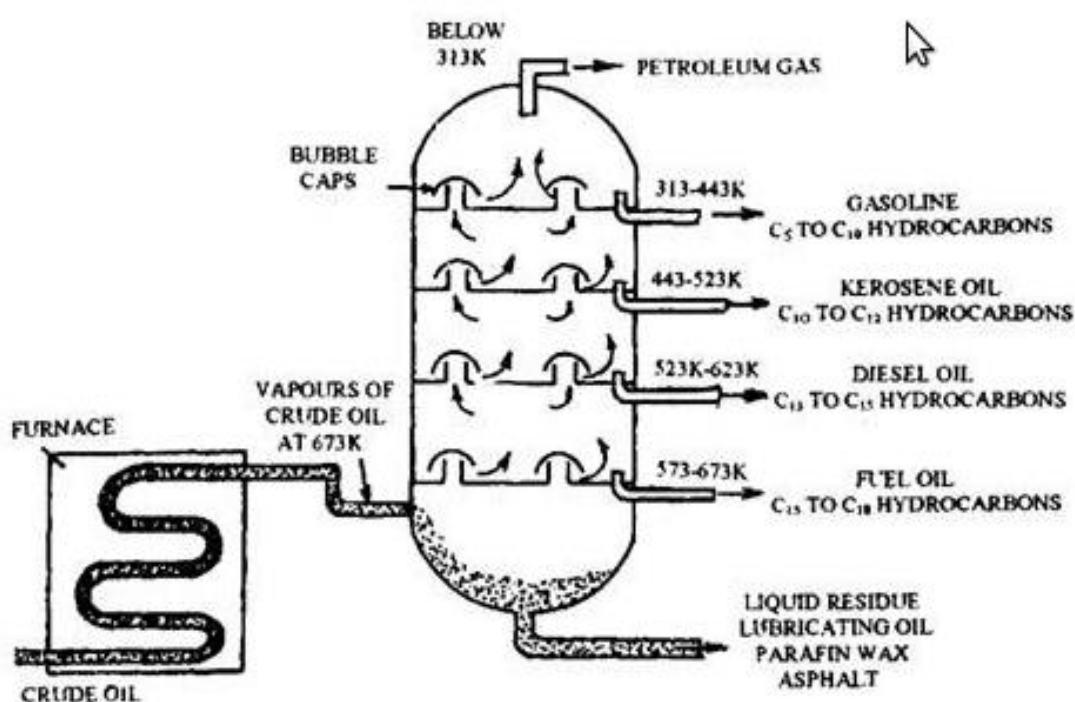 BELOW
313K
PETROLEUM GAS
BUBBLE
CAPS
313-443K
GASOLINE
C₅ TO C₁₀ HYDROCARBONS
443-523K
KEROSENE OIL
C₁₀ TO C₁₂ HYDROCARBONS
523K-623K
DIESEL OIL
C₁₃ TO C₁₅ HYDROCARBONS
VAPOURS OF
CRUDE OIL
AT 673K
FURNACE
573-673K
FUEL OIL
C₁₅ TO C₁₈ HYDROCARBONS
LIQUID RESIDUE
LUBRICATING OIL
PARAFIN WAX
ASPHALT
CRUDE OIL